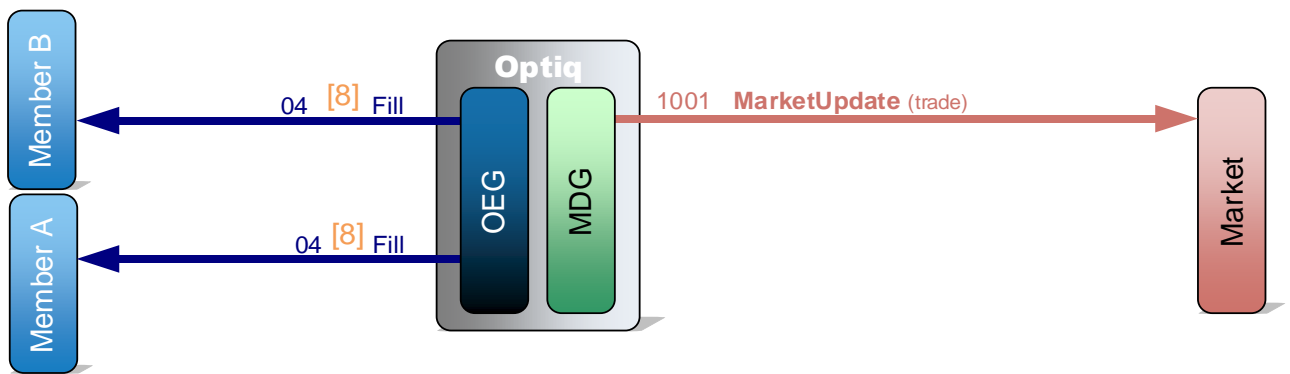 Member B
04 [8] Fill
Optiq
1001 MarketUpdate (trade)
OEG
MDG
Market
Member A
04 [8] Fill